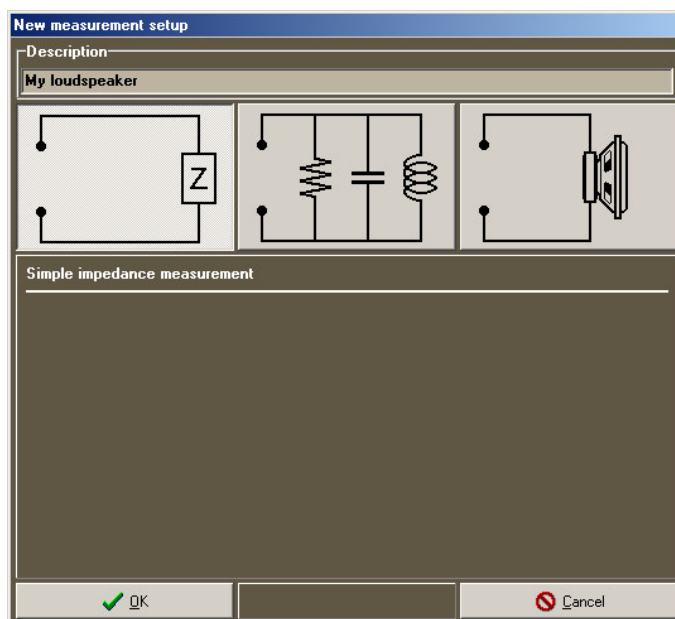 New measurement setup
Description
My loudspeaker
Z
Simple impedance measurement
OK
Cancel